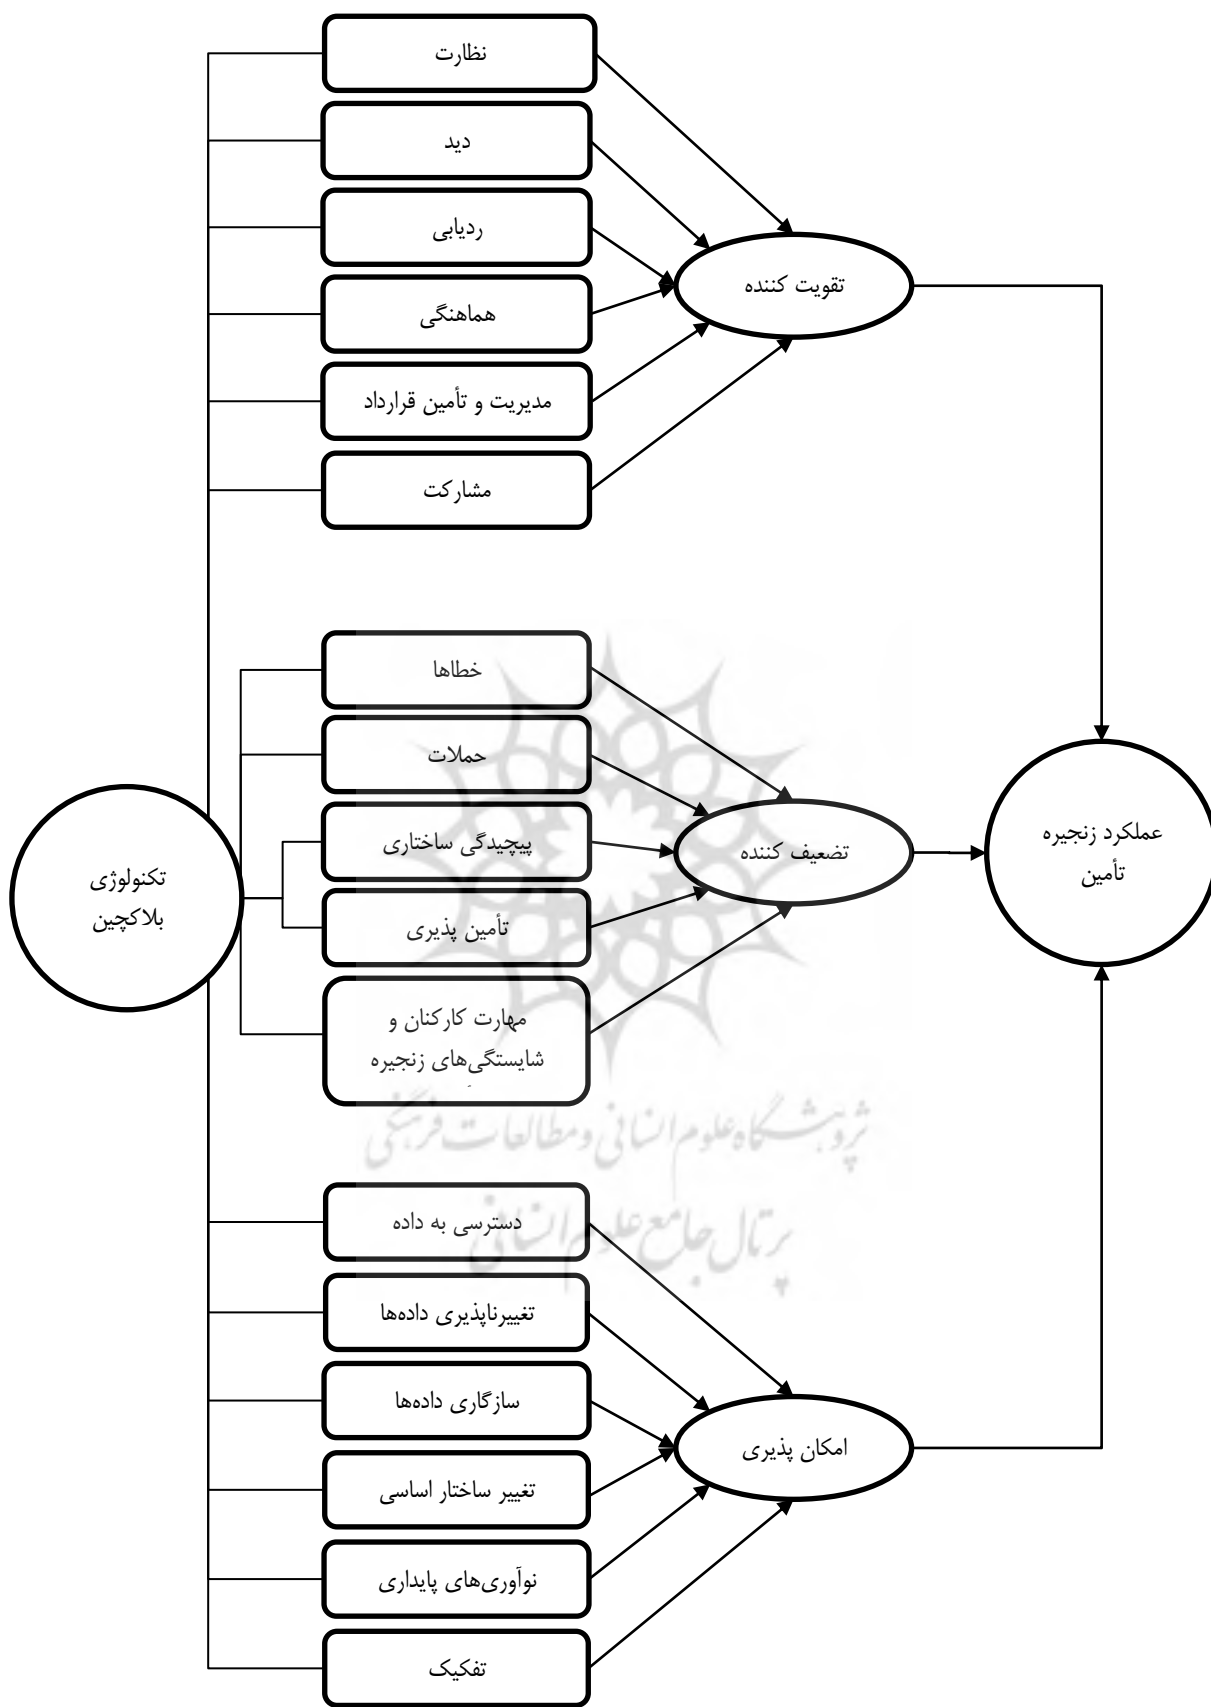 نظارت
دید
ردیابی
هماهنگی
مدیریت و تأمین قرارداد
مشارکت
تقویت کننده
خطاها
حملات
پیچیدگی ساختاری
تأمین پذیری
مهارت کارکنان و
شایستگی‌های زنجیره
تضعیف کننده
عملکرد زنجیره
تأمین
تکنولوژی
بلاکچین
پژوهشگاه علوم انسانی و مطالعات فرهنگی
پرتال جامع علوم انسانی
دسترسی به داده
تغییرناپذیری داده‌ها
سازگاری داده‌ها
تغییر ساختار اساسی
نوآوری‌های پایداری
تفکیک
امکان پذیری